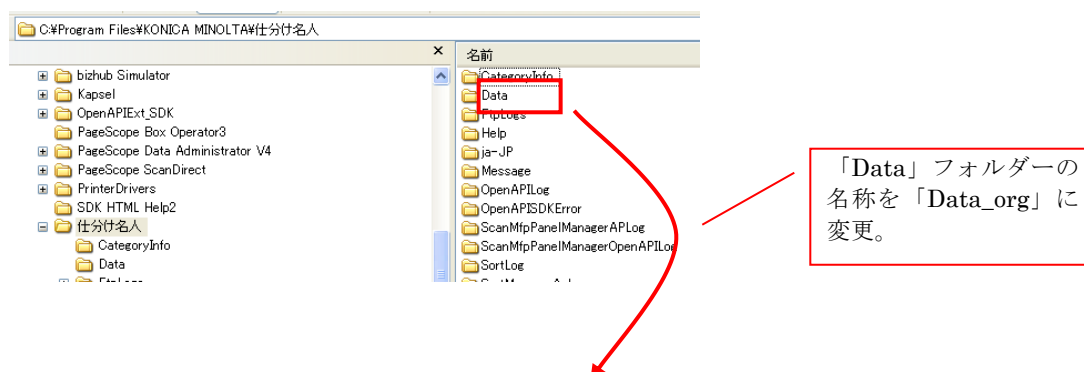 C:¥Program Files¥KONICA MINOLTA¥仕分け名人
×
bizhub Simulator
Kapsel
OpenAPIExt_SDK
PageScope Box Operator3
PageScope Data Administrator V4
PageScope ScanDirect
PrinterDrivers
SDK HTML Help2
仕分け名人
CategoryInfo
Data
FtpLogs
名前
CategoryInfo
Data
FtpLogs
Help
ja-JP
Message
OpenAPILog
OpenAPISDKError
ScanMfpPanelManagerAPLog
ScanMfpPanelManagerOpenAPILog
SortLog
「Data」フォルダーの
名称を「Data_org」に
変更。